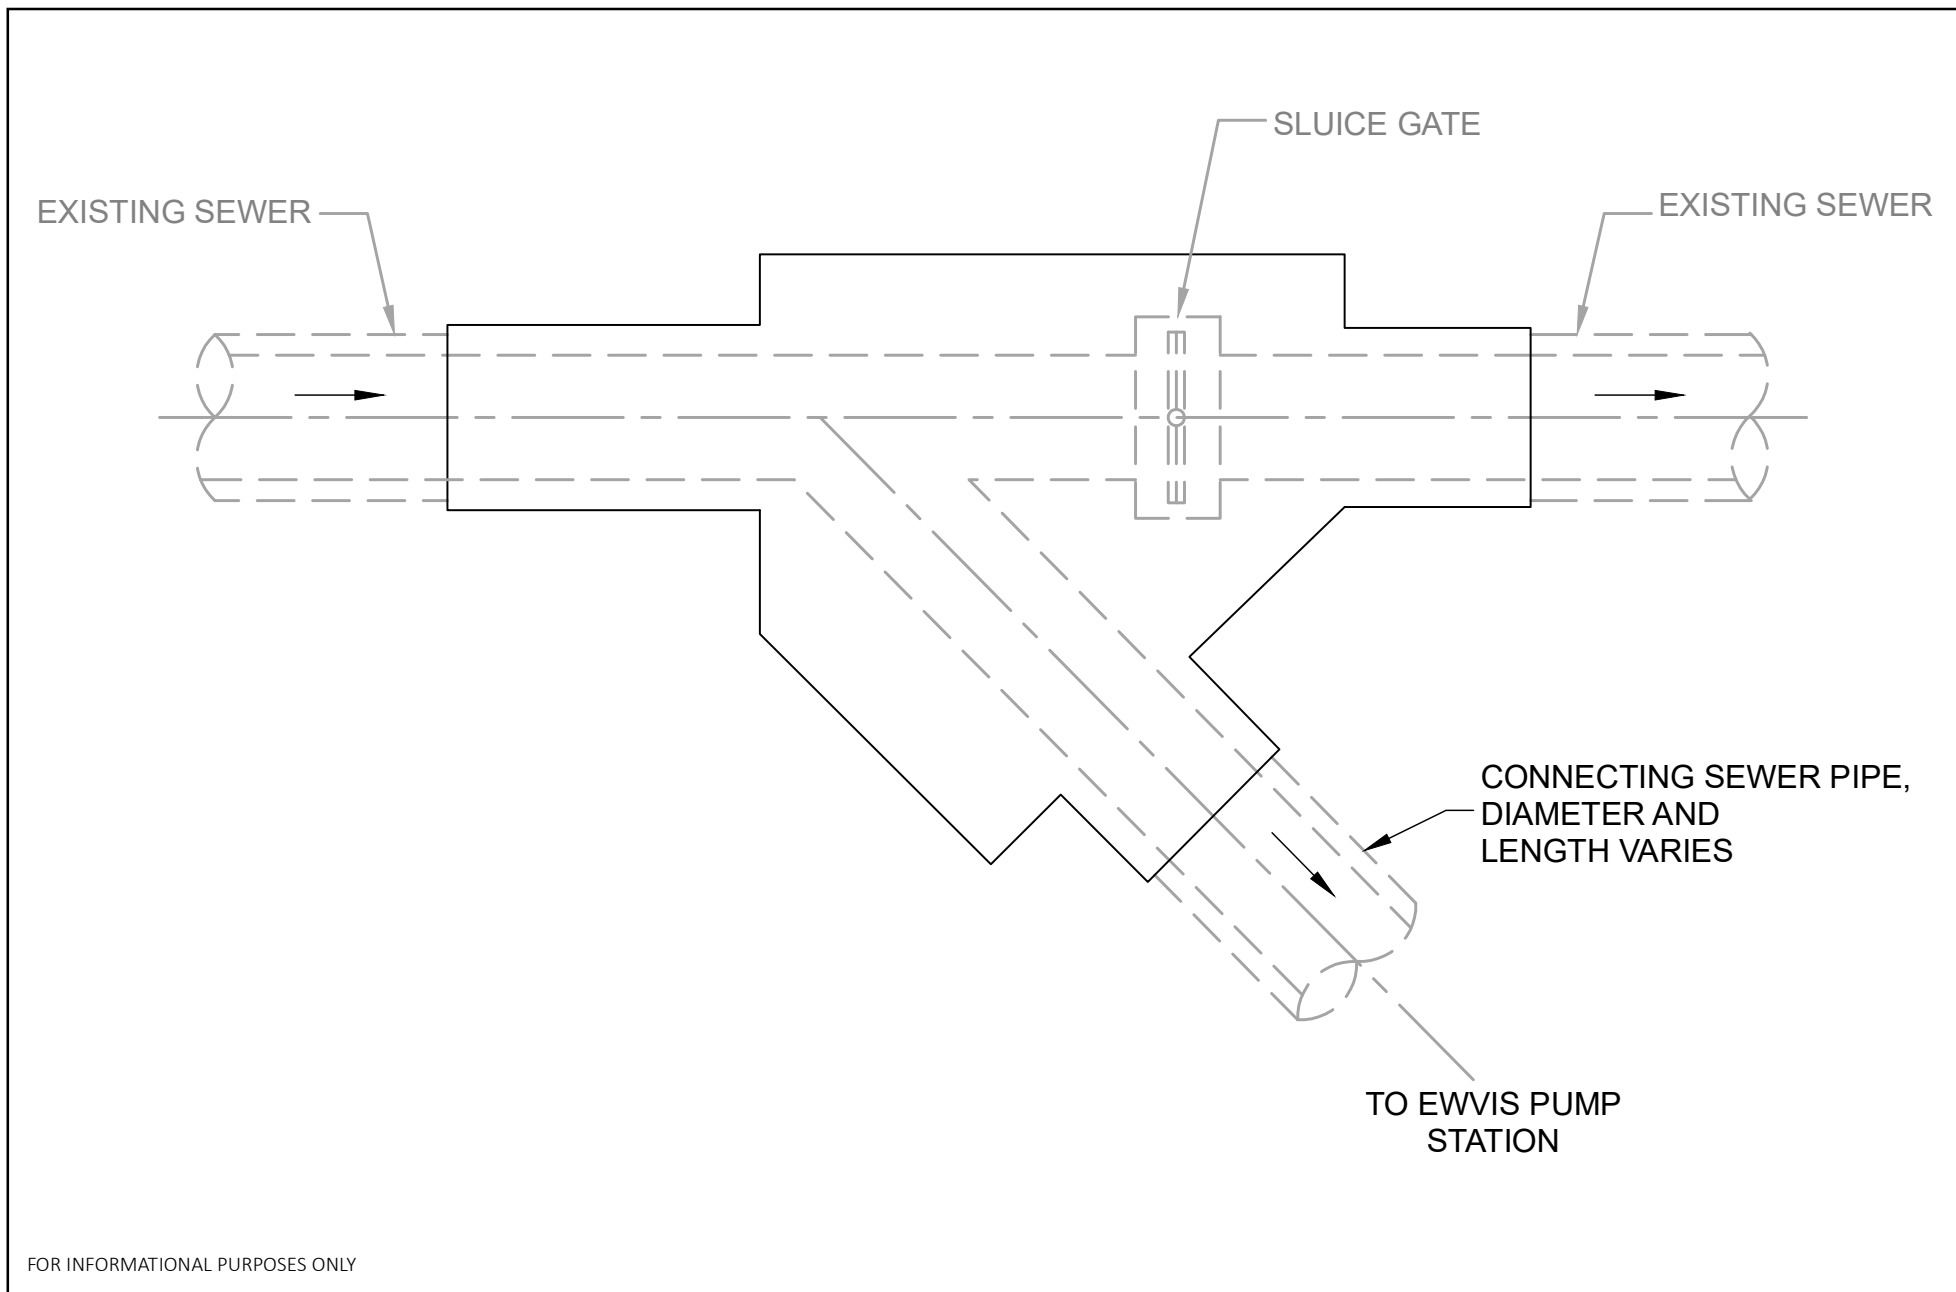 SLUICE GATE
EXISTING SEWER
EXISTING SEWER
CONNECTING SEWER PIPE,
DIAMETER AND
LENGTH VARIES
TO EWVIS PUMP
STATION
FOR INFORMATIONAL PURPOSES ONLY